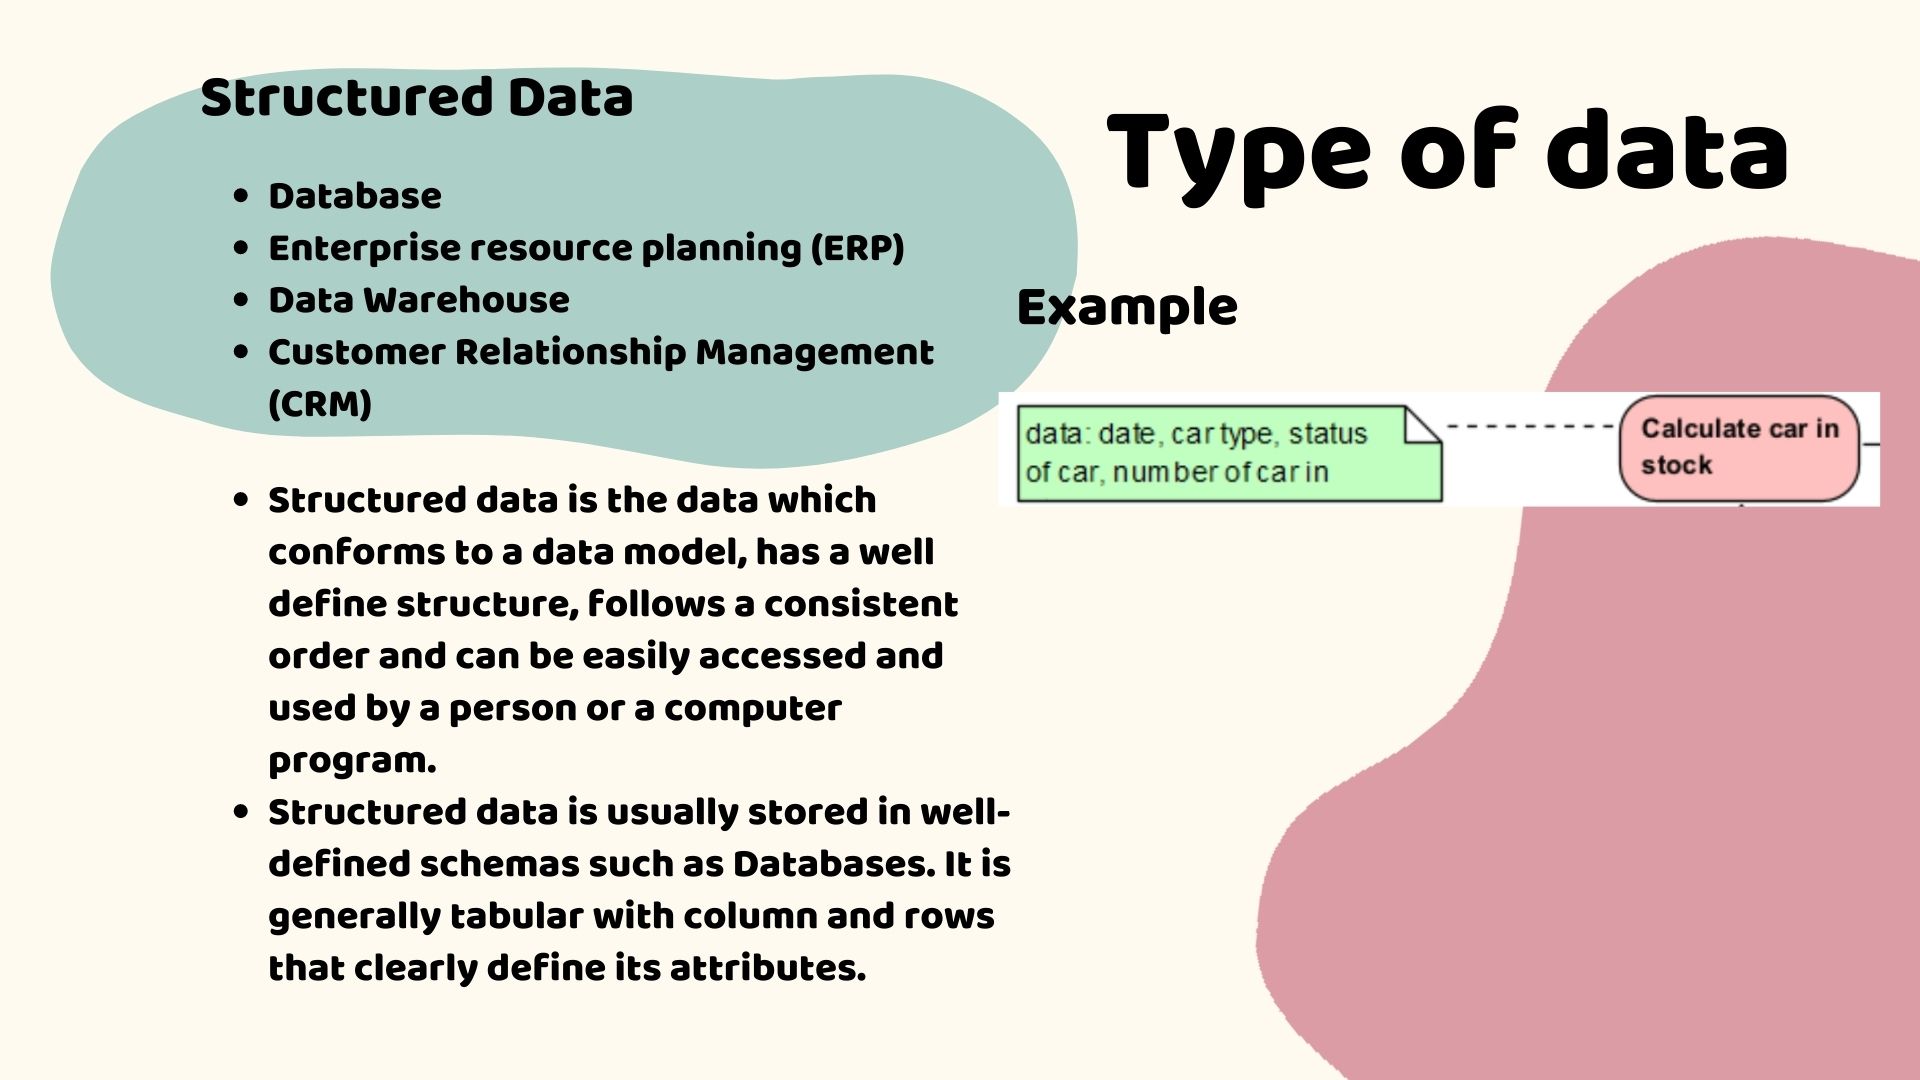 Structured Data
• Database
• Enterprise resource planning (ERP)
• Data Warehouse
• Customer Relationship Management
(CRM)
• Structured data is the data which
conforms to a data model, has a well
define structure, follows a consistent
order and can be easily accessed and
used by a person or a computer
program.
• Structured data is usually stored in well-
defined schemas such as Databases. It is
generally tabular with column and rows
that clearly define its attributes.
Type of data
Example
data: date, car type, status
of car, number of car in
Calculate car in
stock